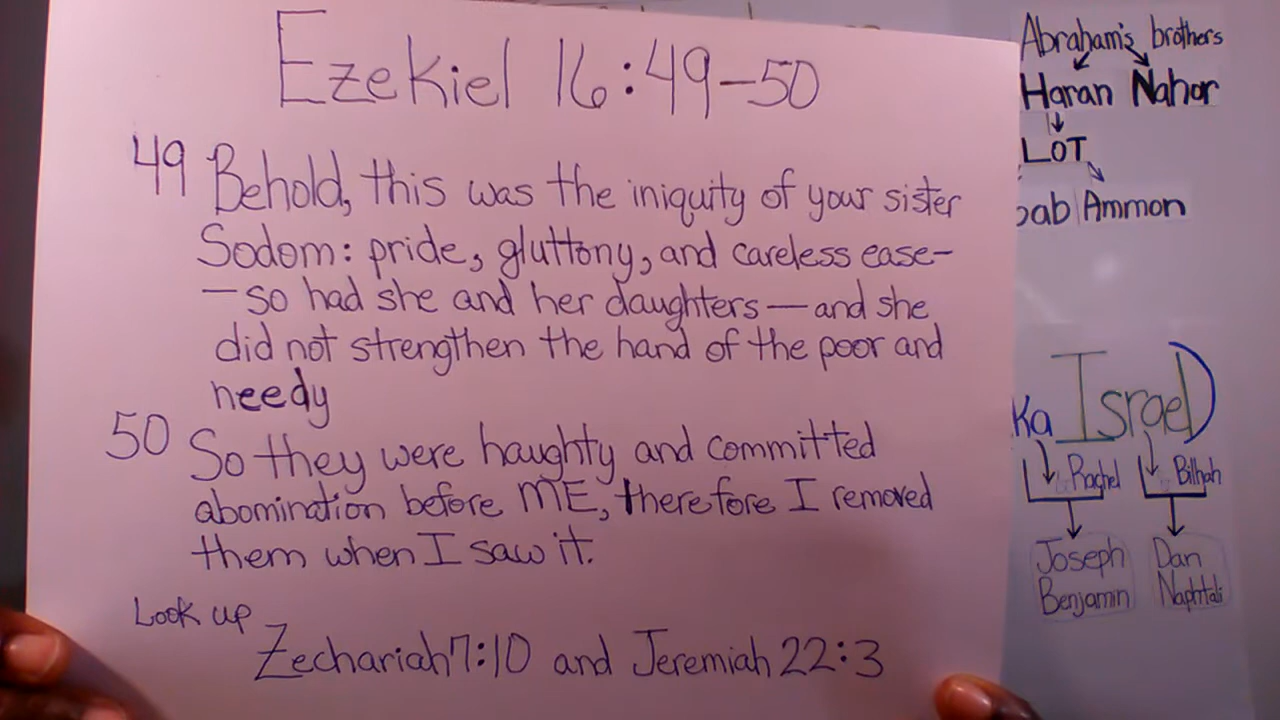 Ezekiel 16:49-50
49 Behold, this was the iniquity of your sister
Sodom: pride, gluttony, and careless ease-
-so had she and her daughters—and she
did not strengthen the hand of the poor and
needy
50 So they were haughty and committed
abomination before ME, therefore I removed
them when I saw it.
Look up
Zechariah 7:10 and Jeremiah 22:3
Abraham's brothers
Haran Nahor
LOT
oab Ammon
Ka Israel
Rachel Bilhah
Joseph Dan
Benjamin Naphtali